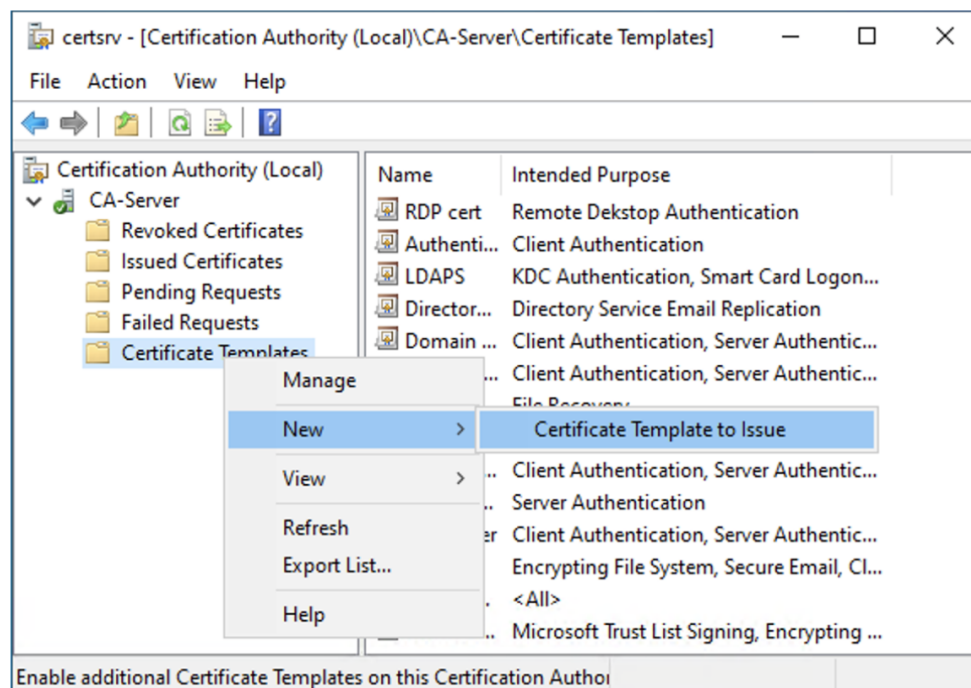 certsrv - [Certification Authority (Local)\CA-Server\Certificate Templates]
File Action View Help
Certification Authority (Local)
CA-Server
Revoked Certificates
Issued Certificates
Pending Requests
Failed Requests
Certificate Templates
Name Intended Purpose
RDP cert Remote Dekstop Authentication
Authenti... Client Authentication
LDAPS KDC Authentication, Smart Card Logon...
Director... Directory Service Email Replication
Domain ... Client Authentication, Server Authentic...
... Client Authentication, Server Authentic...
File Recovery
Manage
New
Certificate Template to Issue
View
Refresh
Export List...
Help
.. Client Authentication, Server Authentic...
.. Server Authentication
er Client Authentication, Server Authentic...
Encrypting File System, Secure Email, Cl...
. <All>
.. Microsoft Trust List Signing, Encrypting ...
Enable additional Certificate Templates on this Certification Author